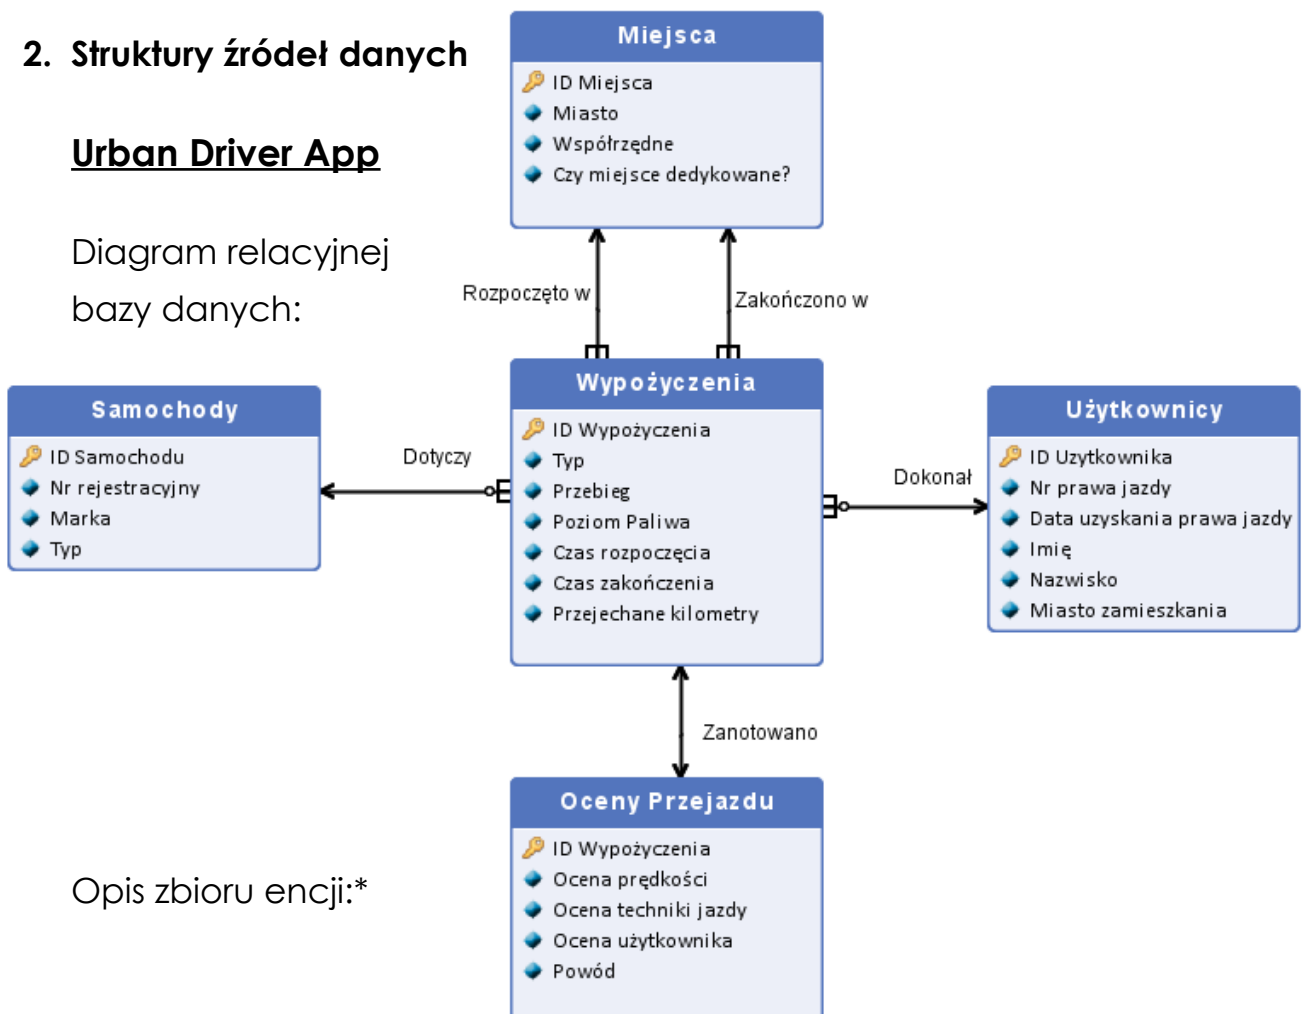 2. Struktury źródeł danych
Urban Driver App
Diagram relacyjnej
bazy danych:
Miejsca
ID Miejsca
Miasto
Współrzędne
Czy miejsce dedykowane?
Rozpoczęto w
Zakończono w
Samochody
ID Samochodu
Nr rejestracyjny
Marka
Typ
Dotyczy
Wypożyczenia
ID Wypożyczenia
Typ
Przebieg
Poziom Paliwa
Czas rozpoczęcia
Czas zakończenia
Przejechane kilometry
Dokonał
Użytkownicy
ID Uzytkownika
Nr prawa jazdy
Data uzyskania prawa jazdy
Imię
Nazwisko
Miasto zamieszkania
Zanotowano
Oceny Przejazdu
ID Wypożyczenia
Ocena prędkości
Ocena techniki jazdy
Ocena użytkownika
Powód
Opis zbioru encji:*